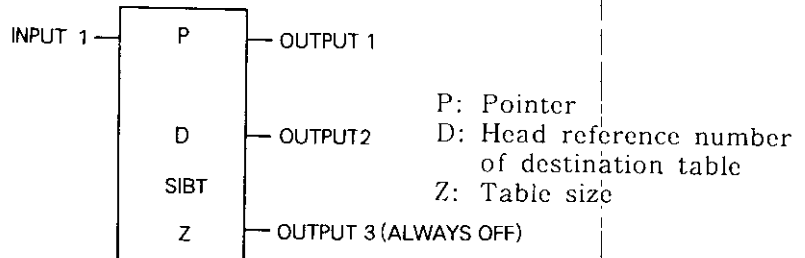 INPUT 1 P OUTPUT 1
P: Pointer
D OUTPUT2 D: Head reference number
of destination table
SIBT
Z: Table size
Z OUTPUT 3 (ALWAYS OFF)